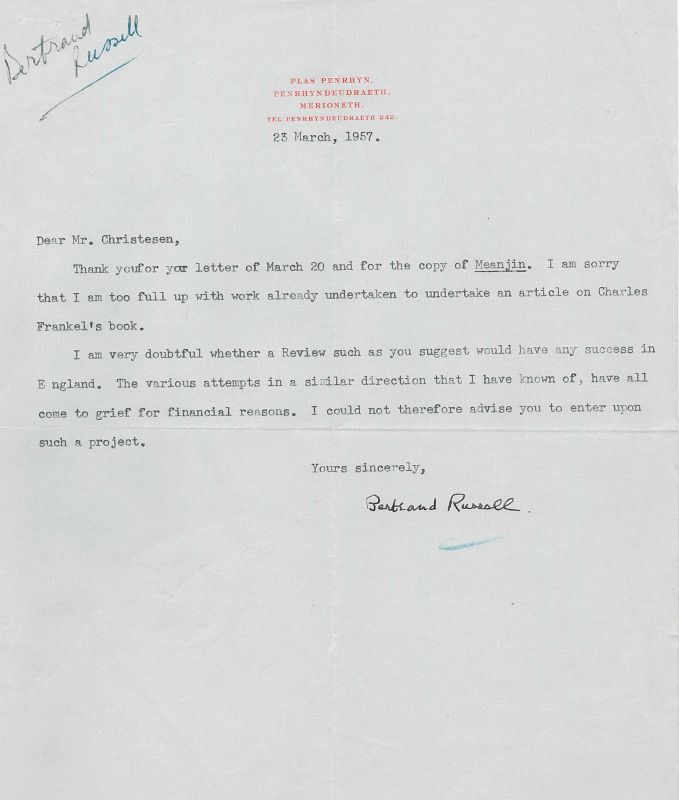 Bertrand
Russell
PLAS PENRHYN,
PENRHYNDEUDRAETH,
MERIONETH.
TEL. PENRHYNDEUDRAETH 242.
23 March, 1957.
Dear Mr. Christesen,
Thank youfor your letter of March 20 and for the copy of Meanjin. I am sorry
that I am too full up with work already undertaken to undertake an article on Charles
Frankel's book.
I am very doubtful whether a Review such as you suggest would have any success in
E ngland. The various attempts in a similar direction that I have known of, have all
come to grief for financial reasons. I could not therefore advise you to enter upon
such a project.
Yours sincerely,
Bertrand Russell.